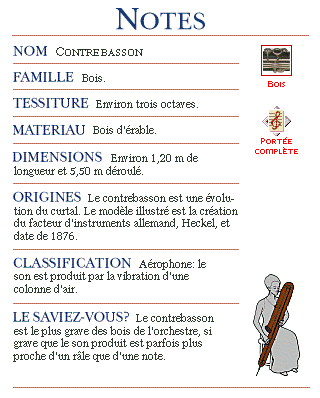 NOTES
NOM CONTREBASSON
FAMILLE Bois.
TESSITURE Environ trois octaves.
MATERIAU Bois d'érable.
DIMENSIONS Environ 1,20 m de
longueur et 5,50 m déroulé.
ORIGINES Le contrebasson est une évolu-
tion du curtal. Le modèle illustré est la création
du facteur d'instruments allemand, Heckel, et
date de 1876.
CLASSIFICATION Aérophone: le
son est produit par la vibration d'une
colonne d'air.
LE SAVIEZ-VOUS? Le contrebasson
est le plus grave des bois de l'orchestre, si
grave que le son produit est parfois plus
proche d'un râle que d'une note.
BOIS
PORTÉE
COMPLÈTE